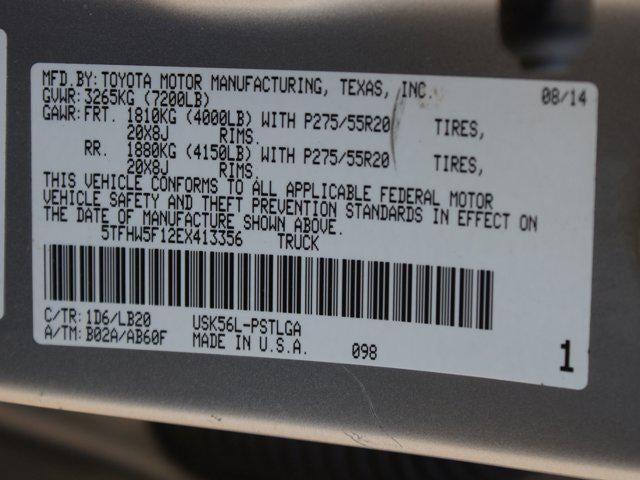 MFD.BY: TOYOTA MOTOR MANUFACTURING, TEXAS, INC. 08/14
GVWR: 3265KG (7200LB)
GAWR: FRT. 1810KG (4000LB) WITH P275/55R20 TIRES,
20X8J RIMS.
RR. 1880KG (4150LB) WITH P275/55R20 TIRES,
20X8J RIMS.
THIS VEHICLE CONFORMS TO ALL APPLICABLE FEDERAL MOTOR
VEHICLE SAFETY AND THEFT PREVENTION STANDARDS IN EFFECT ON
THE DATE OF MANUFACTURE SHOWN ABOVE.
5TFHW5F12EX413356 TRUCK
C/TR: 1D6/LB20 USK56L-PSTLGA
A/TM: B02A/AB60F MADE IN U.S.A. 098 1